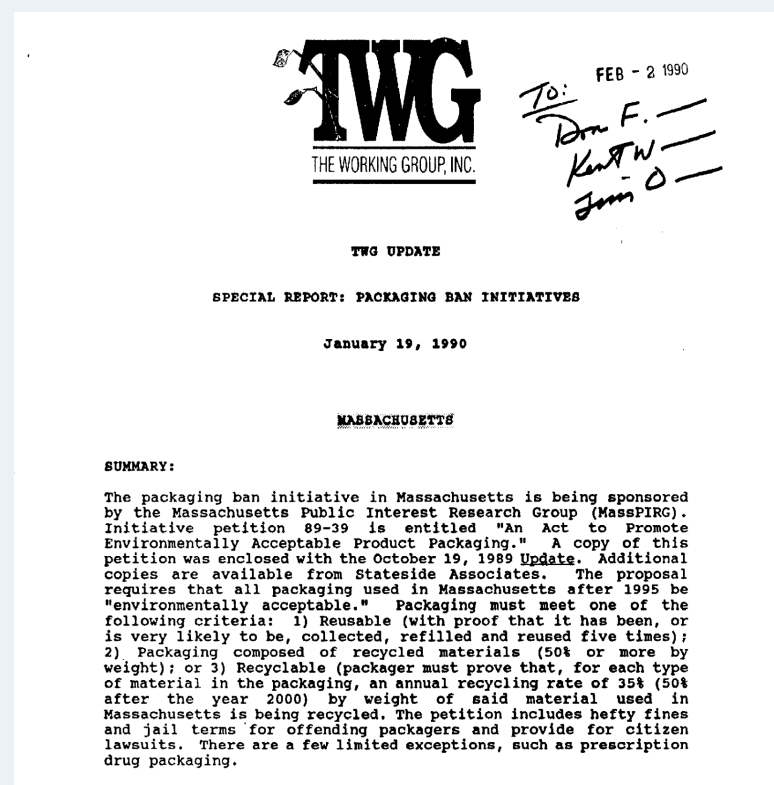 TWG
THE WORKING GROUP, INC.
FEB - 2 1990
To:
Don F. —
Kent W —
Jim O —
TWG UPDATE
SPECIAL REPORT: PACKAGING BAN INITIATIVES
January 19, 1990
MASSACHUSETTS
SUMMARY:
The packaging ban initiative in Massachusetts is being sponsored
by the Massachusetts Public Interest Research Group (MassPIRG).
Initiative petition 89-39 is entitled "An Act to Promote
Environmentally Acceptable Product Packaging." A copy of this
petition was enclosed with the October 19, 1989 Update. Additional
copies are available from Stateside Associates. The proposal
requires that all packaging used in Massachusetts after 1995 be
"environmentally acceptable." Packaging must meet one of the
following criteria: 1) Reusable (with proof that it has been, or
is very likely to be, collected, refilled and reused five times);
2) Packaging composed of recycled materials (50% or more by
weight); or 3) Recyclable (packager must prove that, for each type
of material in the packaging, an annual recycling rate of 35% (50%
after the year 2000) by weight of said material used in
Massachusetts is being recycled. The petition includes hefty fines
and jail terms for offending packagers and provide for citizen
lawsuits. There are a few limited exceptions, such as prescription
drug packaging.